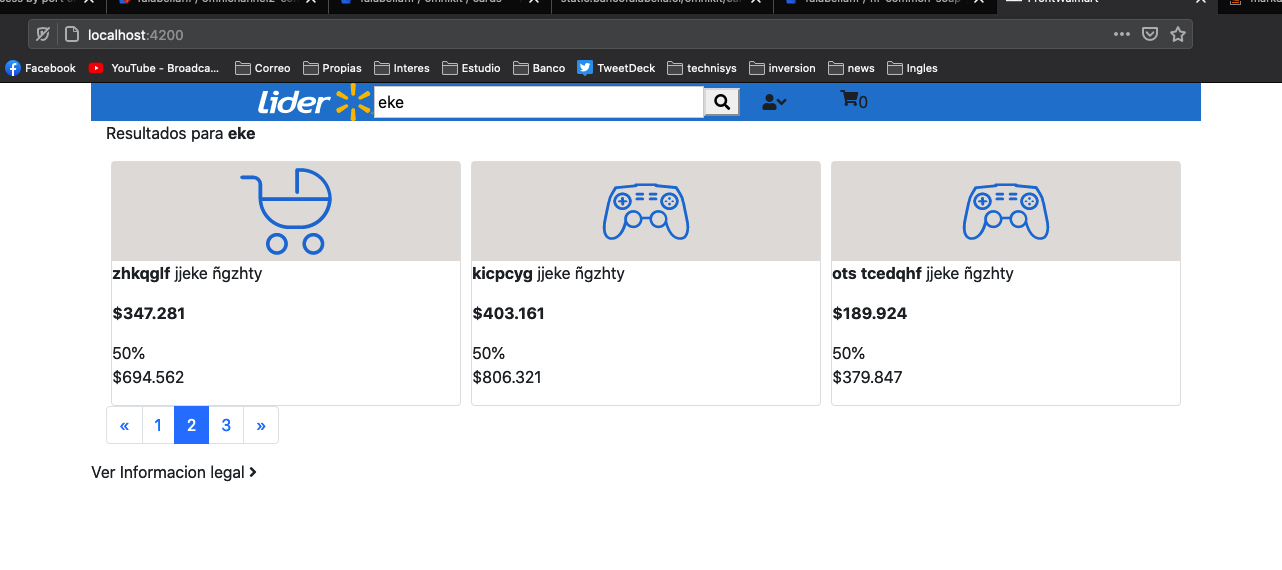 localhost:4200
Facebook YouTube - Broadca... Correo Propias Interes Estudio Banco TweetDeck technisys inversion news Ingles
lider eke 0
Resultados para eke
zhkqglf jjeke ñgzhty
$347.281
50%
$694.562
kicpcyg jjeke ñgzhty
$403.161
50%
$806.321
ots tcedqhf jjeke ñgzhty
$189.924
50%
$379.847
« 1 2 3 »
Ver Informacion legal